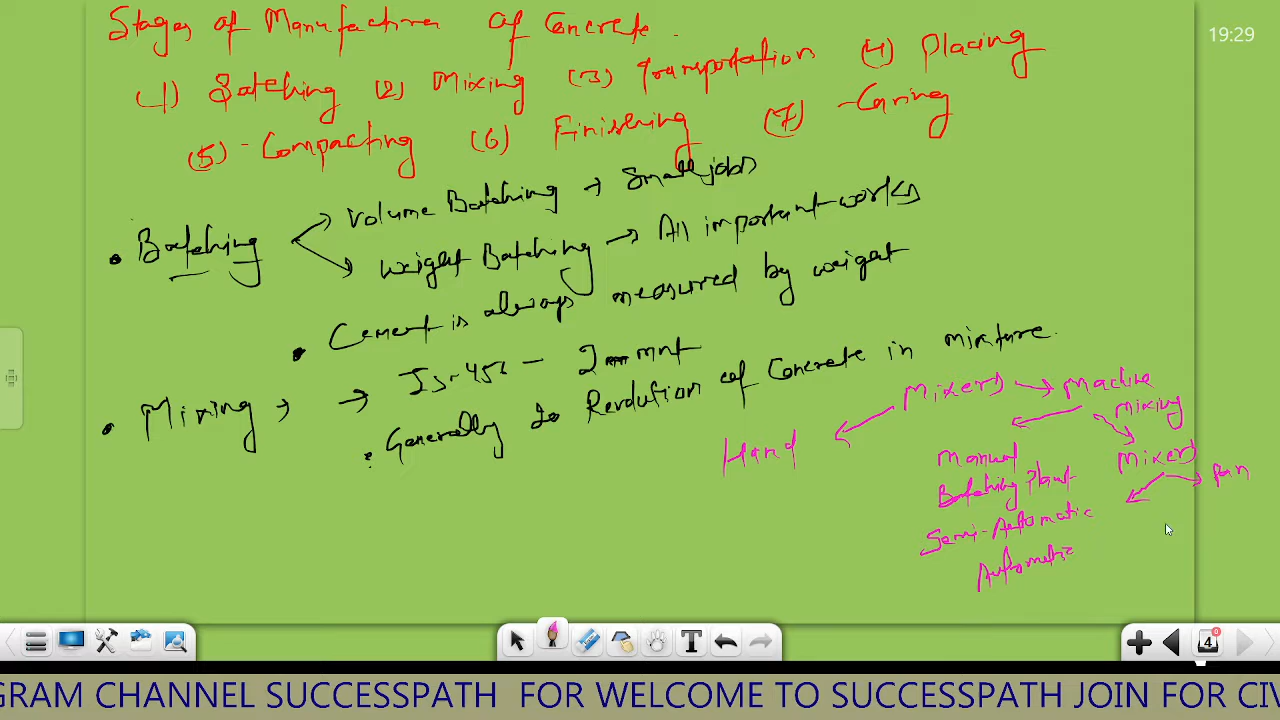 Stages of Manufacture of Concrete
19:29
(1) Batching (2) Mixing (3) Transportation (4) Placing
(5) Compacting (6) Finishing (7) Curing
• Batching
Volume Batching → Small jobs
Weight Batching → All important works
• Cement is always measured by weight
• Mixing → → IS-456 - 2 mnt
• Generally 20 Revolution of Concrete in mixture.
Mixers → Machine Mixing
Hand
Manual
Batching Plant
Semi-Automatic
Automatic
Mixers
Pan
T
4
GRAM CHANNEL SUCCESSPATH FOR WELCOME TO SUCCESSPATH JOIN FOR CIV